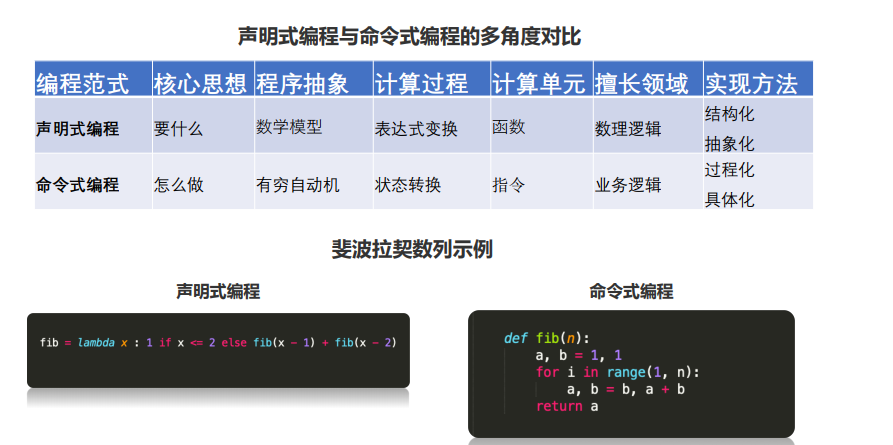 声明式编程与命令式编程的多角度对比
编程范式 核心思想 程序抽象 计算过程 计算单元 擅长领域 实现方法
声明式编程 要什么 数学模型 表达式变换 函数 数理逻辑 结构化
抽象化
命令式编程 怎么做 有穷自动机 状态转换 指令 业务逻辑 过程化
具体化
斐波拉契数列示例
声明式编程
fib = lambda x : 1 if x <= 2 else fib(x - 1) + fib(x - 2)
命令式编程
def fib(n):
    a, b = 1, 1
    for i in range(1, n):
        a, b = b, a + b
    return a